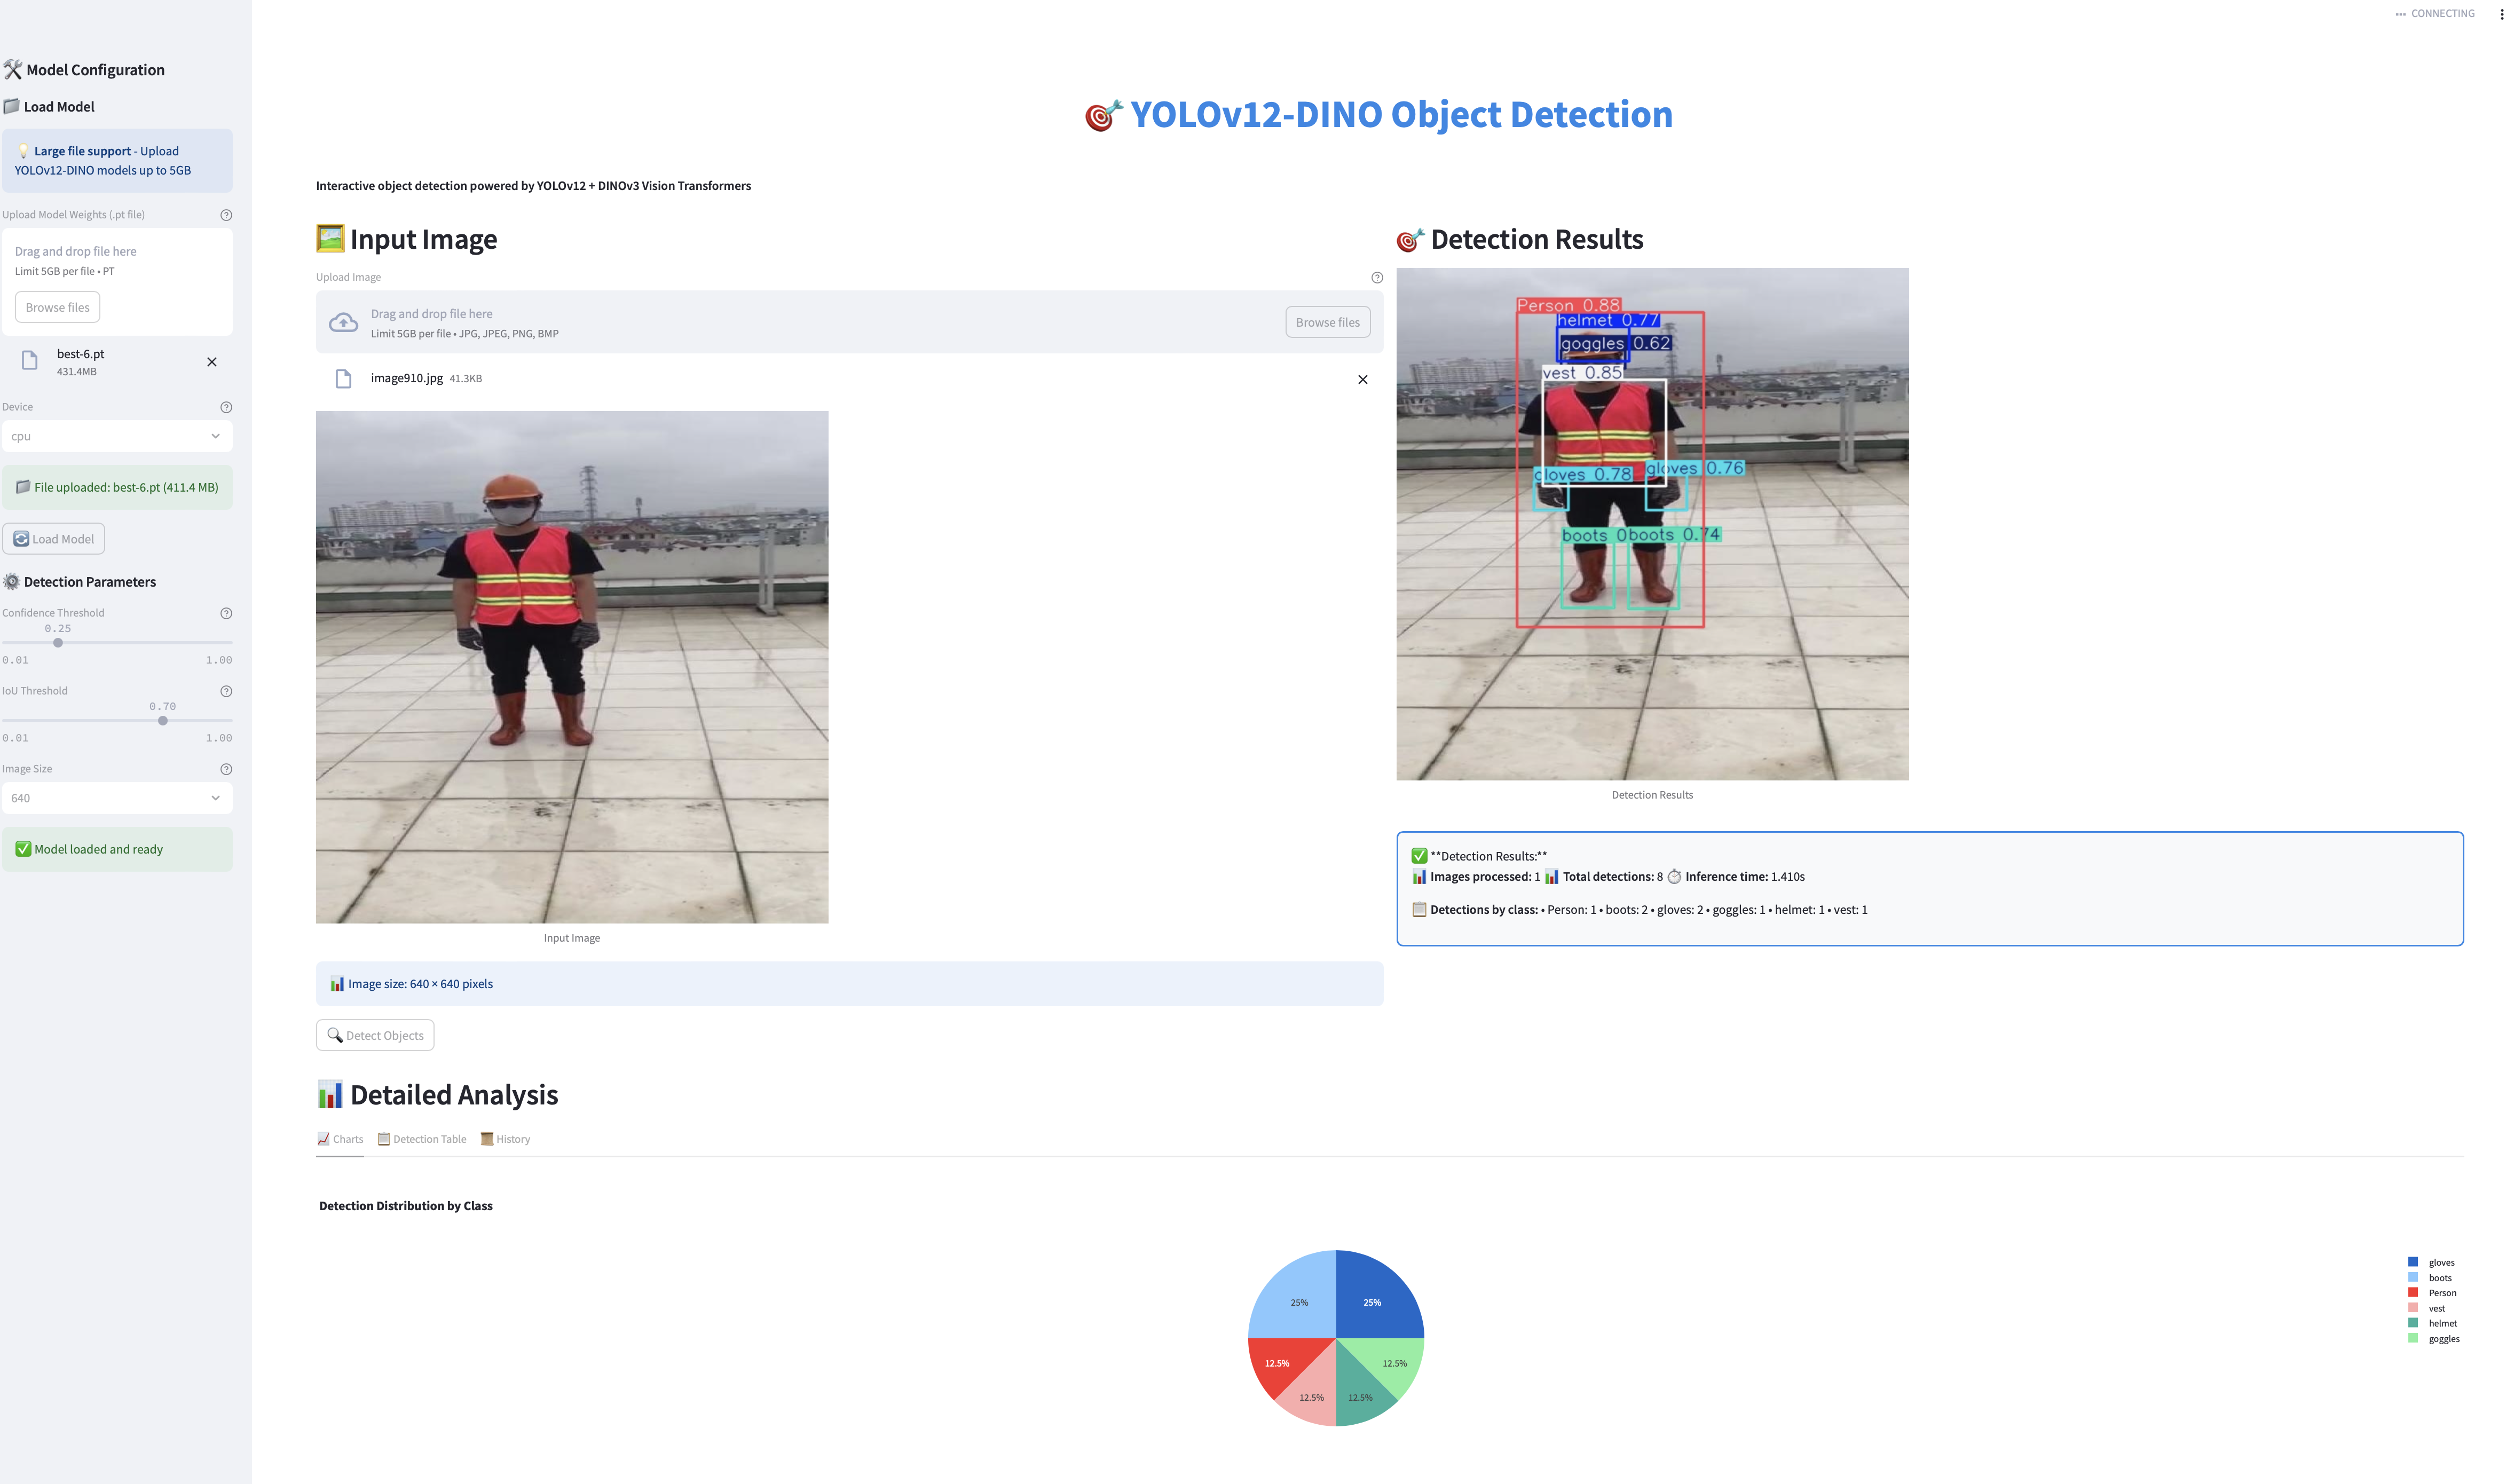 CONNECTING
🛠️ Model Configuration
📁 Load Model
💡 Large file support - Upload
YOLOv12-DINO models up to 5GB
Upload Model Weights (.pt file)
Drag and drop file here
Limit 5GB per file • PT
Browse files
best-6.pt
431.4MB
Device
cpu
📁 File uploaded: best-6.pt (411.4 MB)
🔄 Load Model
⚙️ Detection Parameters
Confidence Threshold
0.25
0.01 1.00
IoU Threshold
0.70
0.01 1.00
Image Size
640
✅ Model loaded and ready
🎯 YOLOv12-DINO Object Detection
Interactive object detection powered by YOLOv12 + DINOv3 Vision Transformers
🖼️ Input Image
Upload Image
Drag and drop file here
Limit 5GB per file • JPG, JPEG, PNG, BMP
Browse files
image910.jpg 41.3KB
Input Image
📊 Image size: 640 × 640 pixels
🔍 Detect Objects
🎯 Detection Results
Person 0.88
helmet 0.77
goggles 0.62
vest 0.85
gloves 0.78 gloves 0.76
boots 0 boots 0.74
Detection Results
✅ **Detection Results:**
📊 Images processed: 1 📊 Total detections: 8 ⏱️ Inference time: 1.410s
📋 Detections by class: • Person: 1 • boots: 2 • gloves: 2 • goggles: 1 • helmet: 1 • vest: 1
📊 Detailed Analysis
📈 Charts 📋 Detection Table 📜 History
Detection Distribution by Class
25% 25%
12.5% 12.5%
12.5% 12.5%
gloves
boots
Person
vest
helmet
goggles